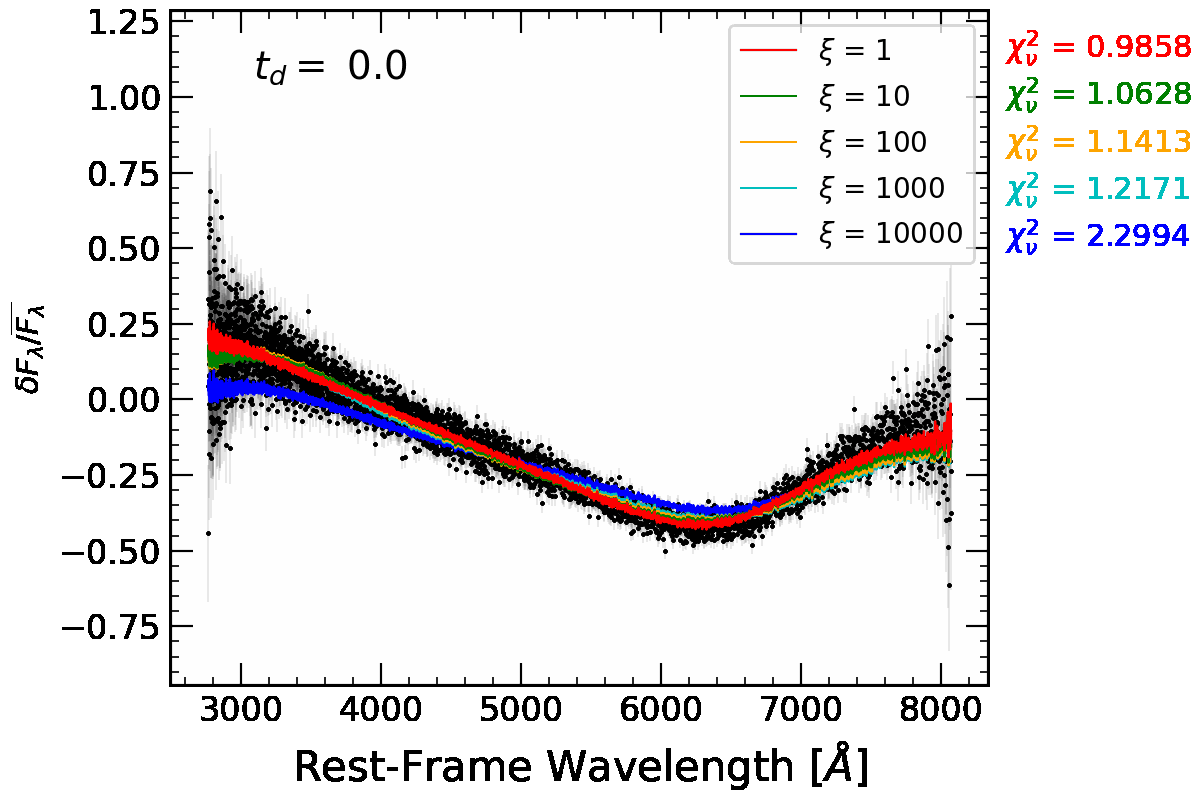 1.25
1.00
0.75
0.50
0.25
0.00
−0.25
−0.50
−0.75
δF_λ/F̅_λ̅
t_d = 0.0
ξ = 1
ξ = 10
ξ = 100
ξ = 1000
ξ = 10000
χ²_ν = 0.9858
χ²_ν = 1.0628
χ²_ν = 1.1413
χ²_ν = 1.2171
χ²_ν = 2.2994
3000 4000 5000 6000 7000 8000
Rest-Frame Wavelength [Å]